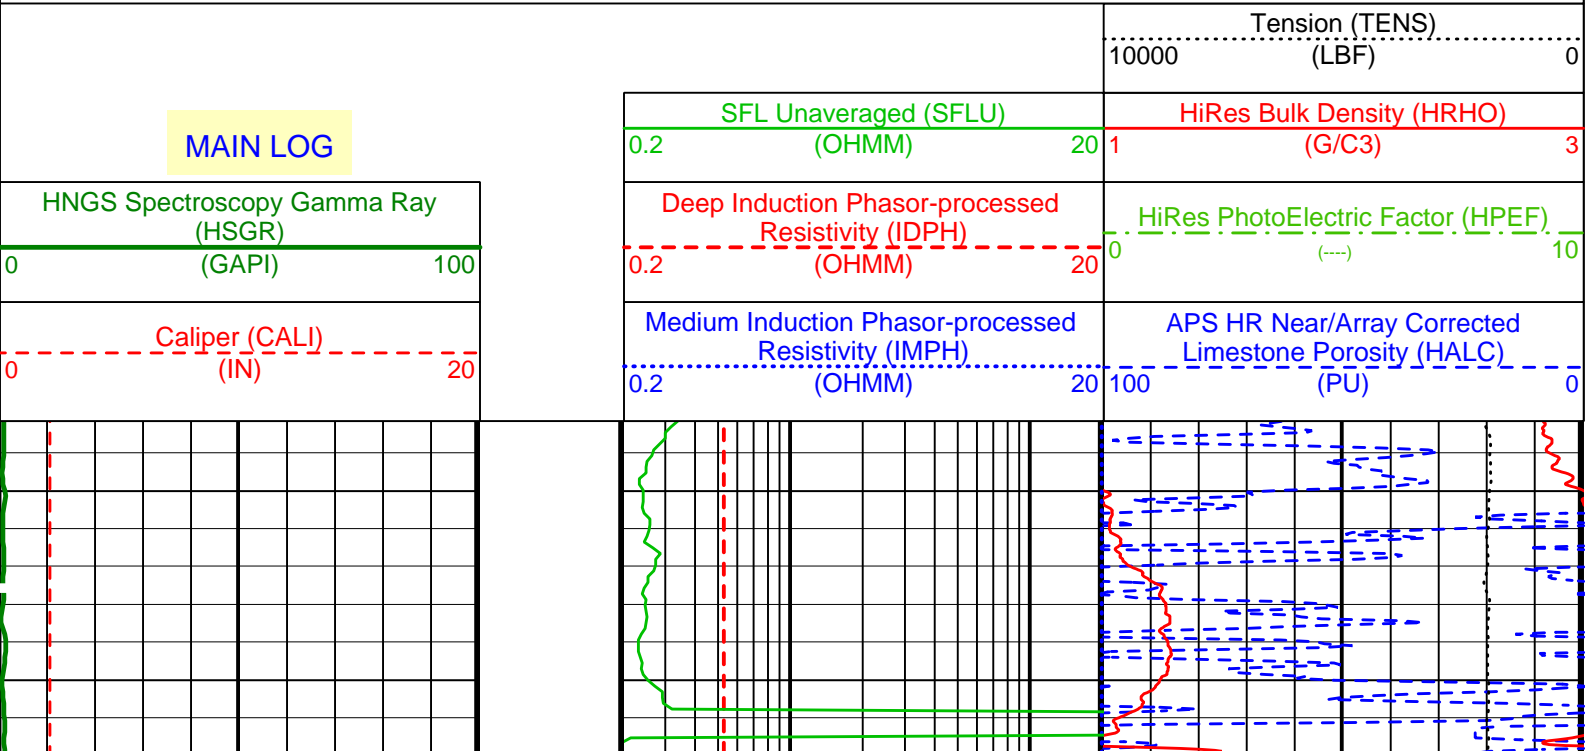 Tension (TENS)
10000 (LBF) 0
MAIN LOG
SFL Unaveraged (SFLU)
0.2 (OHMM) 20
HiRes Bulk Density (HRHO)
1 (G/C3) 3
HNGS Spectroscopy Gamma Ray
(HSGR)
0 (GAPI) 100
Deep Induction Phasor-processed
Resistivity (IDPH)
0.2 (OHMM) 20
HiRes PhotoElectric Factor (HPEF)
0 (----) 10
Caliper (CALI)
0 (IN) 20
Medium Induction Phasor-processed
Resistivity (IMPH)
0.2 (OHMM) 20
APS HR Near/Array Corrected
Limestone Porosity (HALC)
100 (PU) 0